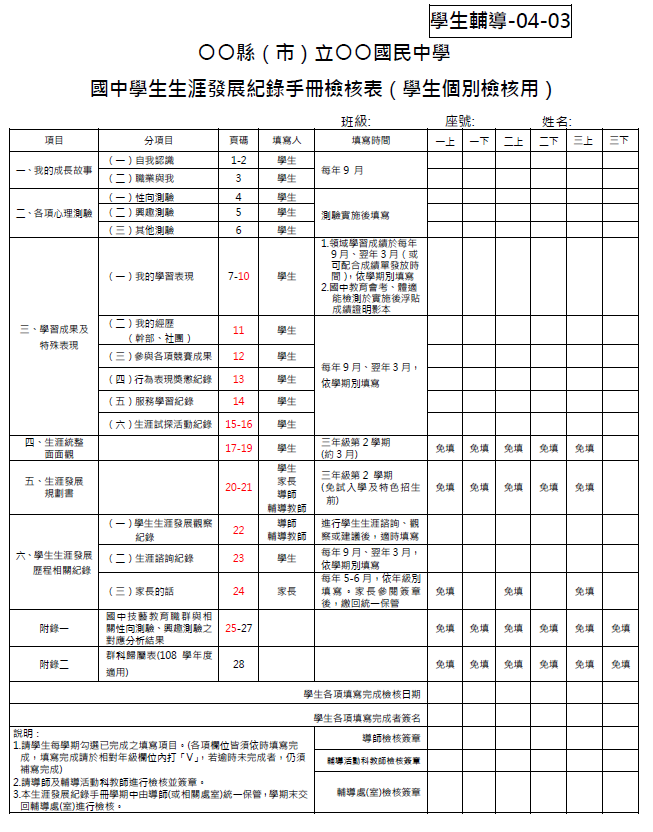 學生輔導-04-03
〇〇縣（市）立〇〇國民中學
國中學生生涯發展紀錄手冊檢核表（學生個別檢核用）
班級: 座號: 姓名:
項目 分項目 頁碼 填寫人 填寫時間 一上 一下 二上 二下 三上 三下
一、我的成長故事 （一）自我認識 1-2 學生 每年9 月
（二）職業與我 3 學生
二、各項心理測驗 （一）性向測驗 4 學生 測驗實施後填寫
（二）興趣測驗 5 學生
（三）其他測驗 6 學生
三、學習成果及
特殊表現
（一）我的學習表現 7-10 學生
1.領域學習成績於每年
9月、翌年3月（或
可配合成績單發放時
間），依學期別填寫
2.國中教育會考、體適
能檢測於實施後浮貼
成績證明影本
（二）我的經歷
（幹部、社團）
11 學生
每年9月、翌年3月，
依學期別填寫
（三）參與各項競賽成果 12 學生
（四）行為表現獎懲紀錄 13 學生
（五）服務學習紀錄 14 學生
（六）生涯試探活動紀錄 15-16 學生
四、生涯統整
面面觀
17-19 學生
三年級第2學期
(約3月)
免填 免填 免填 免填 免填
五、生涯發展
規劃書
20-21
學生
家長
導師
輔導教師
三年級第2 學期
(免試入學及特色招生
前)
免填 免填 免填 免填 免填
六、學生生涯發展
歷程相關紀錄
（一）學生生涯發展觀察
紀錄
22
導師
輔導教師
進行學生生涯諮詢、觀
察或建議後，適時填寫
（二）生涯諮詢紀錄 23 學生
每年9月、翌年3月，
依學期別填寫
（三）家長的話 24 家長
每年5-6月，依年級別
填寫。家長參閱簽章
後，繳回統一保管
免填 免填 免填
附錄一
國中技藝教育職群與相
關性向測驗、興趣測驗之
對應分析結果
25-27
免填 免填 免填 免填 免填 免填
附錄二
群科歸屬表(108 學年度
適用)
28
免填 免填 免填 免填 免填 免填
學生各項填寫完成檢核日期
學生各項填寫完成者簽名
說明：
1.請學生每學期勾選已完成之填寫項目。(各項欄位皆須依時填寫完
成，填寫完成請於相對年級欄位內打「V」，若逾時未完成者，仍須
補寫完成)
2.請導師及輔導活動科教師進行檢核並簽章。
3.本生涯發展紀錄手冊學期中由導師(或相關處室)統一保管，學期末交
回輔導處(室)進行檢核。
導師檢核簽章
輔導活動科教師檢核簽章
輔導處(室)檢核簽章